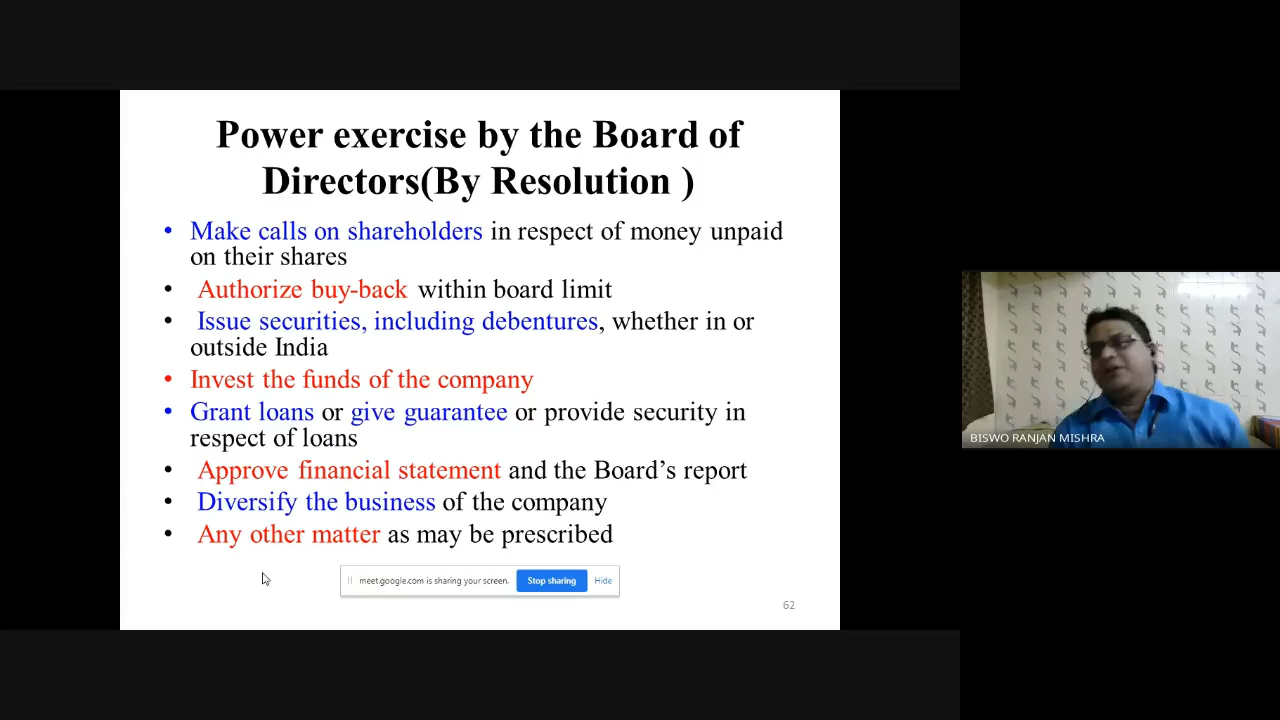 Power exercise by the Board of
Directors(By Resolution )
• Make calls on shareholders in respect of money unpaid
on their shares
• Authorize buy-back within board limit
• Issue securities, including debentures, whether in or
outside India
• Invest the funds of the company
• Grant loans or give guarantee or provide security in
respect of loans
• Approve financial statement and the Board’s report
• Diversify the business of the company
• Any other matter as may be prescribed
meet.google.com is sharing your screen. Stop sharing Hide
62
BISWO RANJAN MISHRA